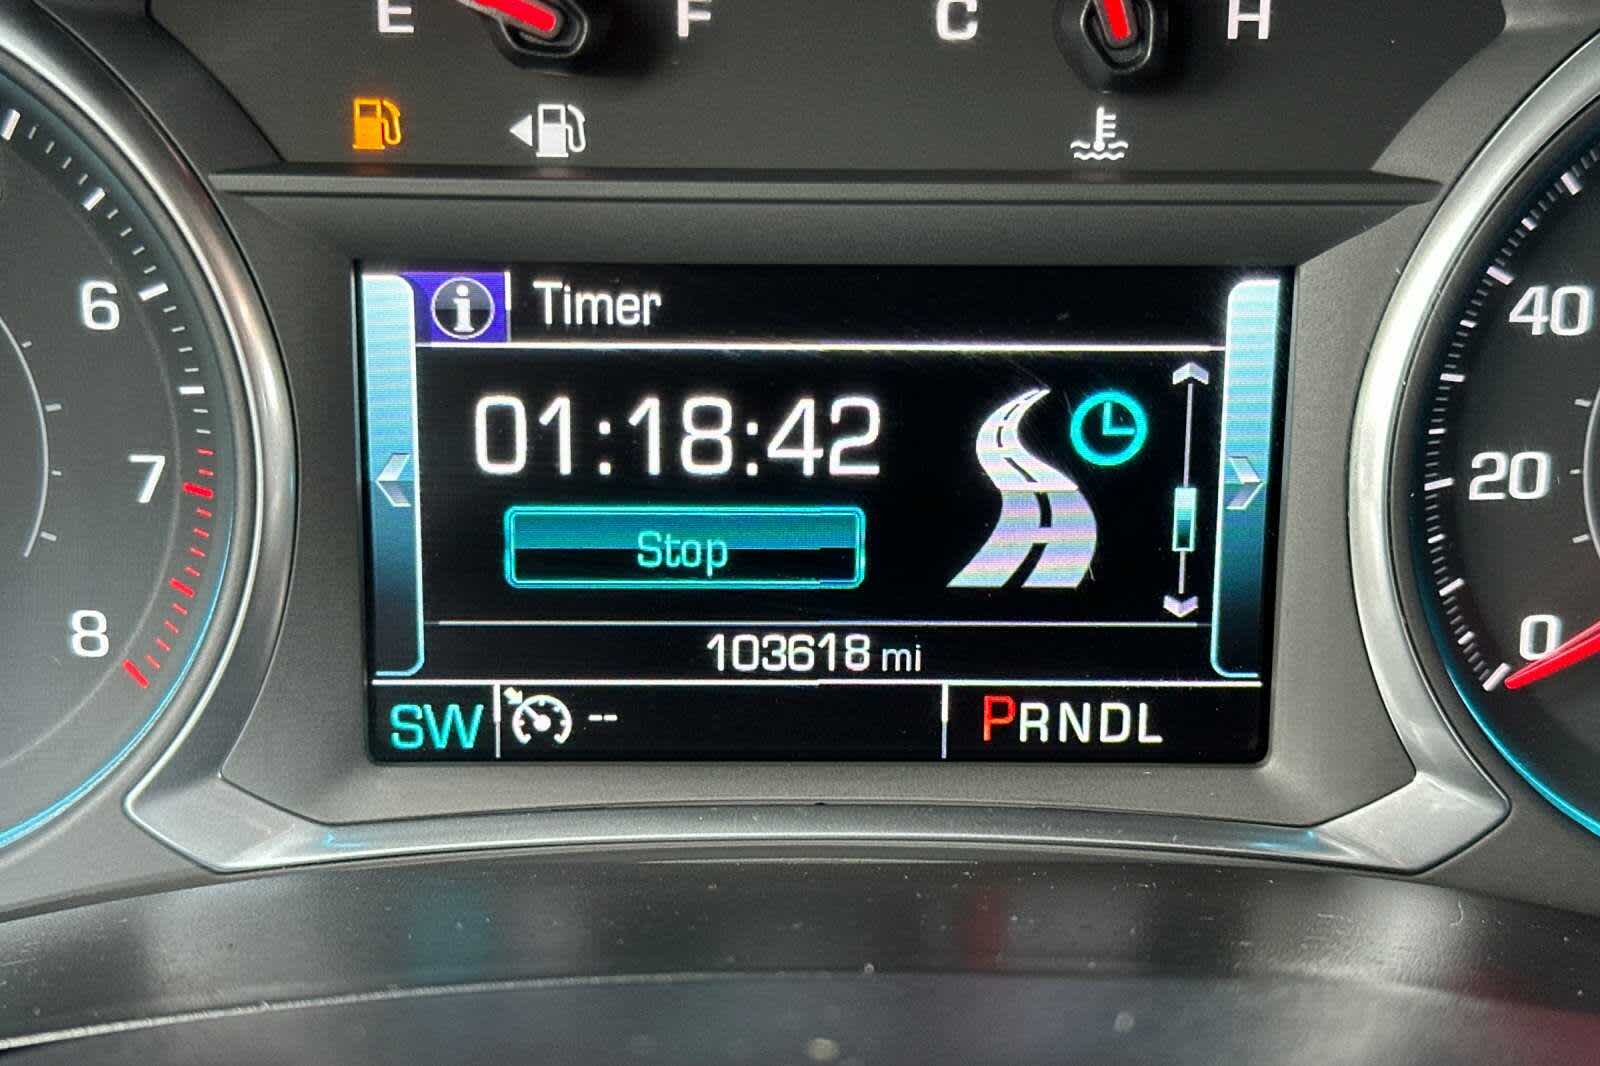 E F C H
Timer
01:18:42
Stop
103618 mi
SW -- PRNDL
6
7
8
40
20
0